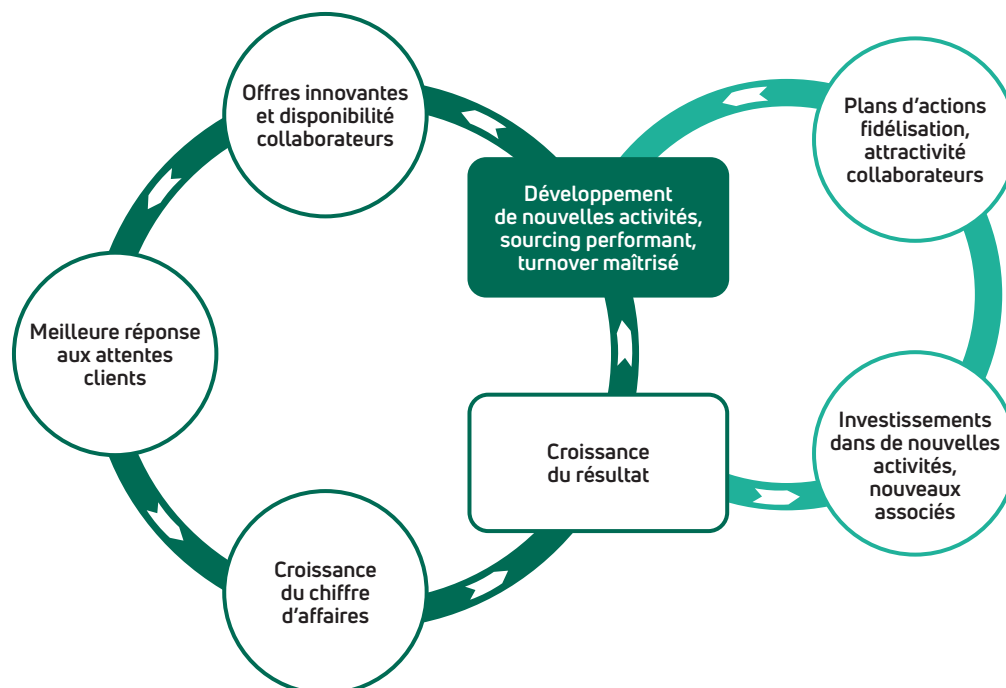 Offres innovantes
et disponibilité
collaborateurs
Plans d’actions
fidélisation,
attractivité
collaborateurs
Développement
de nouvelles activités,
sourcing performant,
turnover maîtrisé
Meilleure réponse
aux attentes
clients
Croissance
du résultat
Investissements
dans de nouvelles
activités,
nouveaux
associés
Croissance
du chiffre
d’affaires